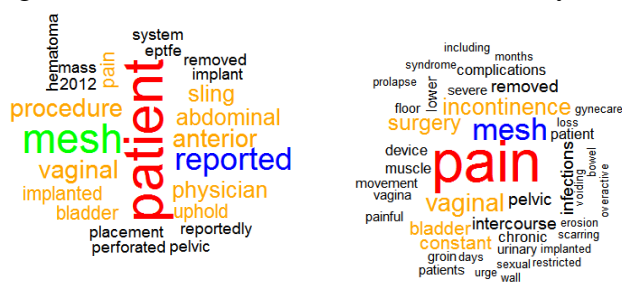 system
eptfe
hematoma
mass
2012
pain
removed
implant
sling
procedure
patient
abdominal
anterior
mesh
reported
vaginal
physician
implanted
bladder
uphold
placement
reportedly
perforated
pelvic
including
months
syndrome
complications
prolapse
lower
severe
removed
floor
incontinence
gynecare
surgery
mesh
loss
patient
device
pain
muscle
infections
bowel
voiding
overactive
movement
vagina
vaginal
pelvic
painful
bladder
intercourse
erosion
constant
chronic
scarring
groin
days
urinary
implanted
patients
urge
sexual
restricted
wall